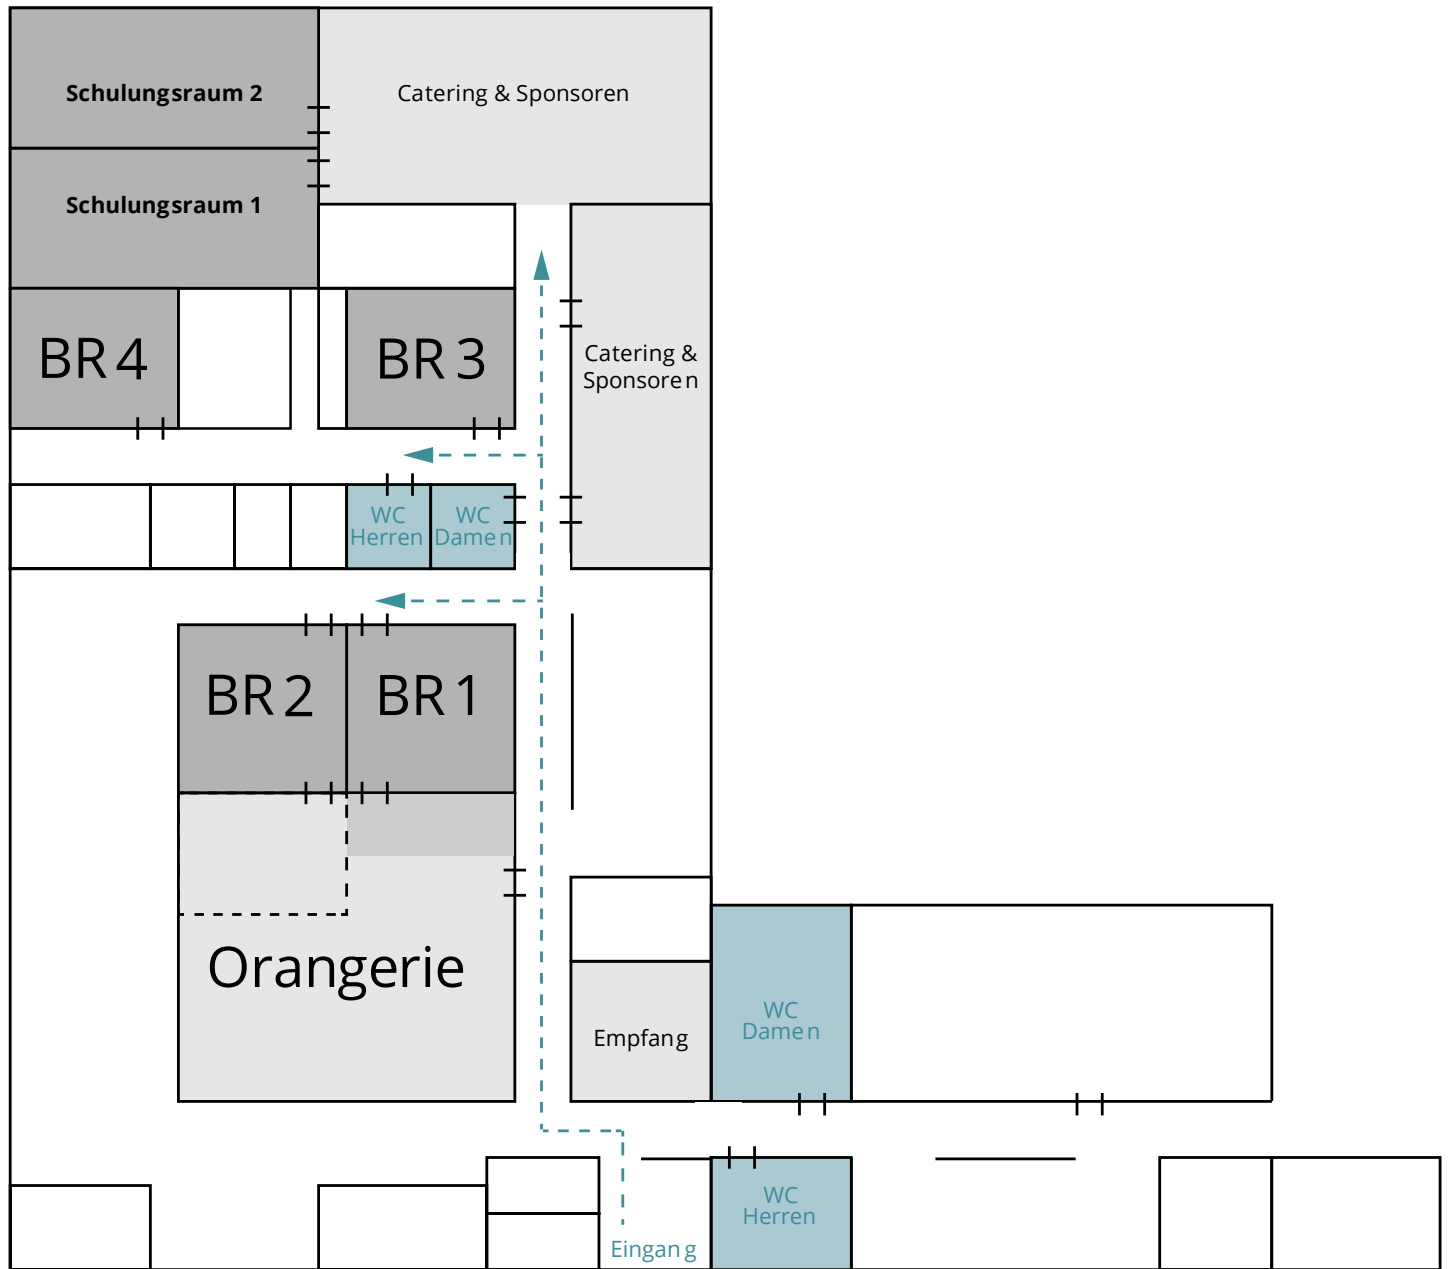 Schulungsraum 2
Catering & Sponsoren
Schulungsraum 1
BR 4
BR 3
Catering &
Sponsoren
WC
Herren
WC
Damen
BR 2
BR 1
Orangerie
Empfang
WC
Damen
WC
Herren
Eingang